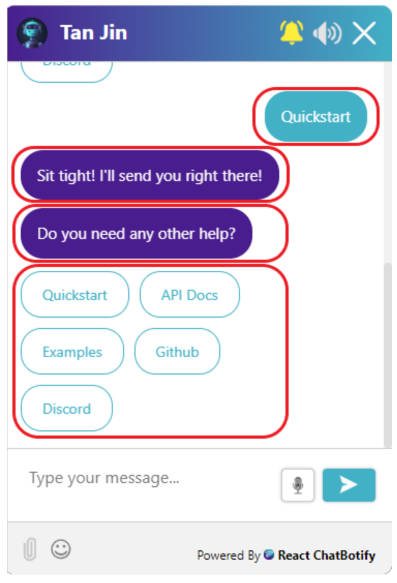 Tan Jin
Discord
Quickstart
Sit tight! I'll send you right there!
Do you need any other help?
Quickstart
API Docs
Examples
Github
Discord
Type your message...
Powered By React ChatBotify